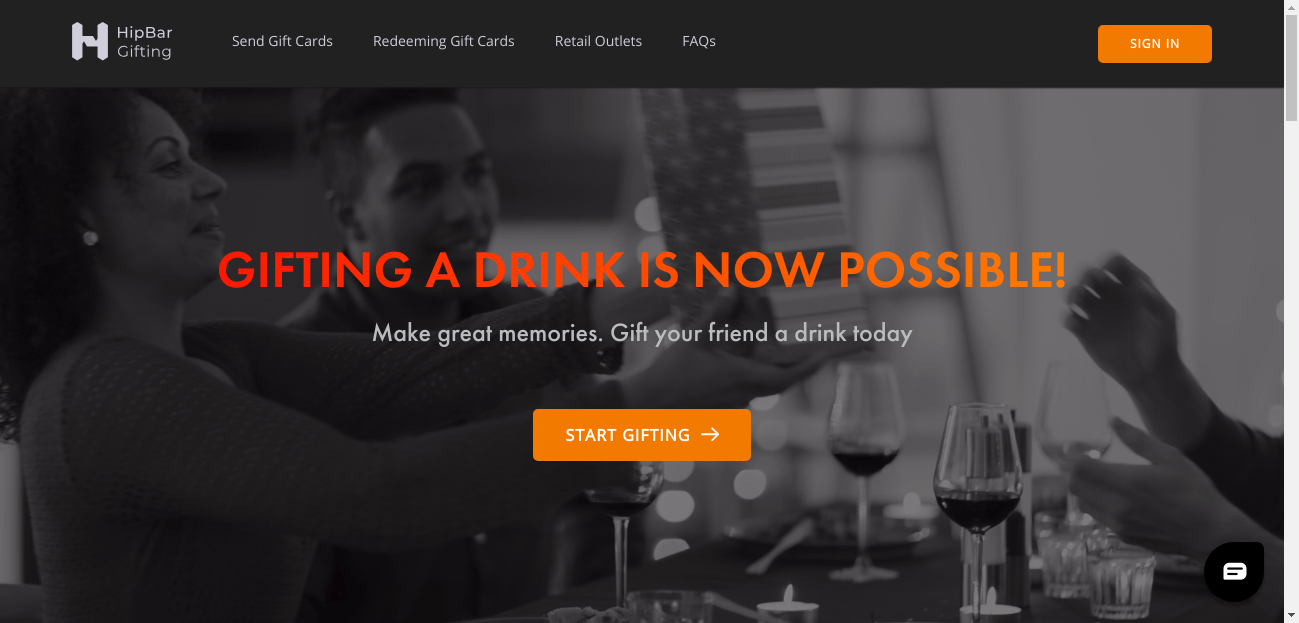 HipBar
Gifting
Send Gift Cards
Redeeming Gift Cards
Retail Outlets
FAQs
SIGN IN
GIFTING A DRINK IS NOW POSSIBLE!
Make great memories. Gift your friend a drink today
START GIFTING →